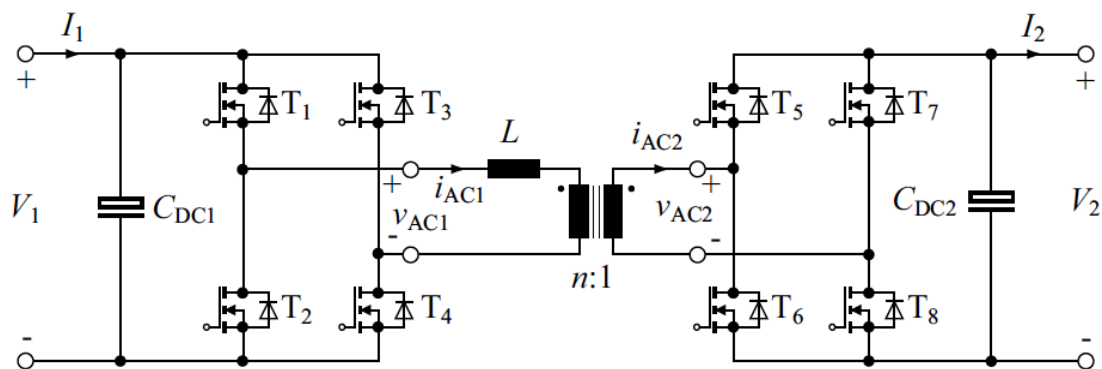 I1
I2
+
+
T1
T3
T5
T7
L
iAC1
iAC2
+
+
V1
CDC1
vAC1
vAC2
CDC2
V2
-
-
n:1
T2
T4
T6
T8
-
-